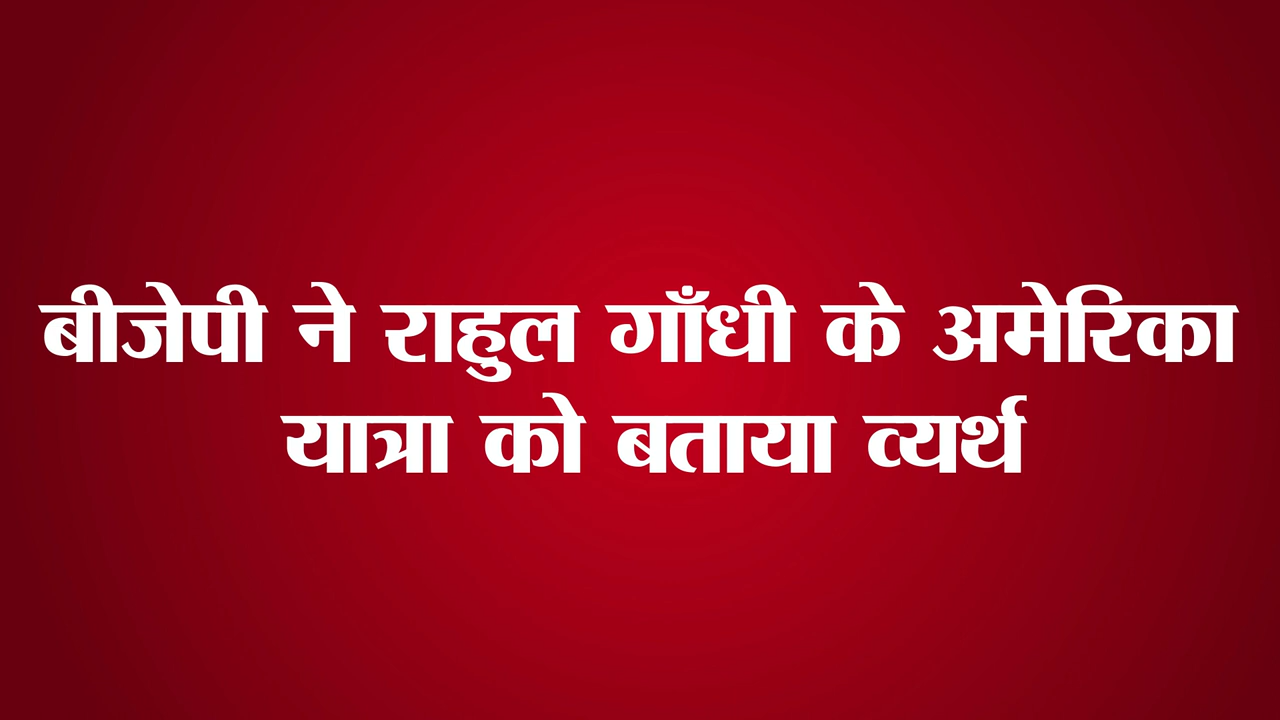 बीजेपी ने राहुल गाँधी के अमेरिका
यात्रा को बताया व्यर्थ